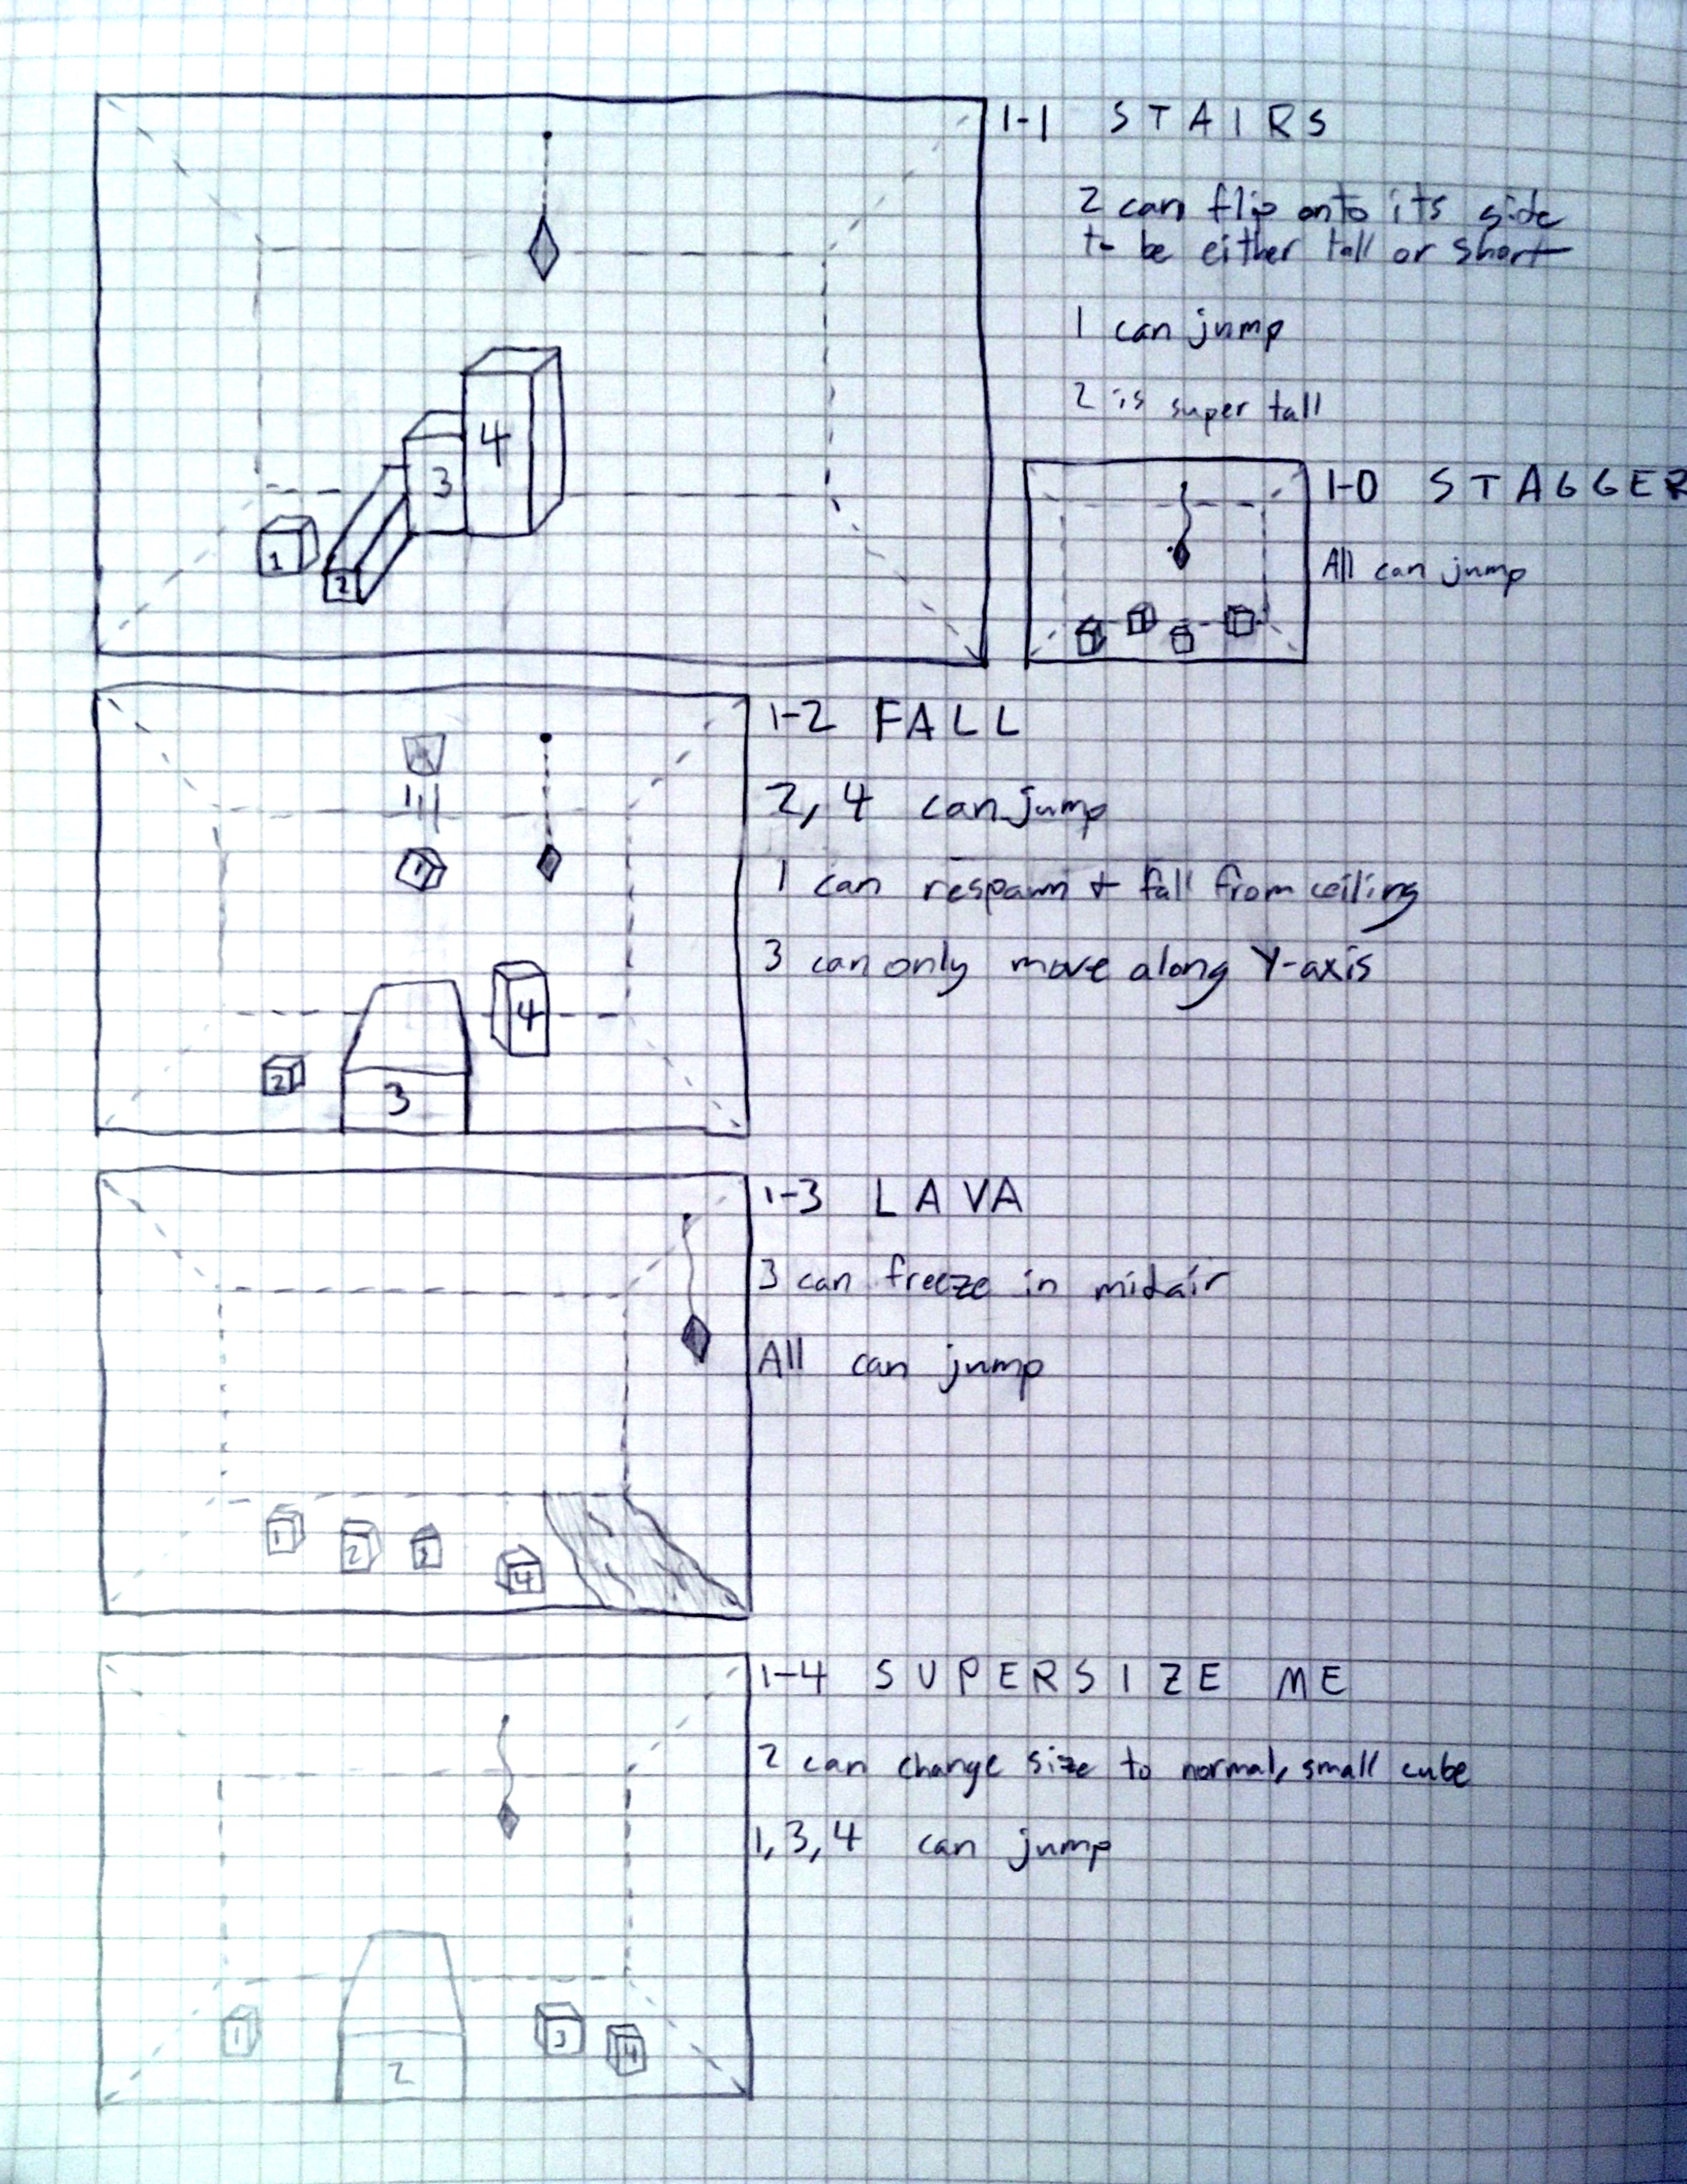 1-1 STAIRS
2 can flip onto its side
to be either tall or short
1 can jump
2 is super tall
1
2
3
4
1-0 STAGGER
All can jump
1-2 FALL
2, 4 can jump
1 can respawn + fall from ceiling
3 can only move along Y-axis
1
2
3
4
1-3 LAVA
3 can freeze in midair
All can jump
1
2
3
4
1-4 SUPERSIZE ME
2 can change size to normal, small cube
1, 3, 4 can jump
1
2
3
4